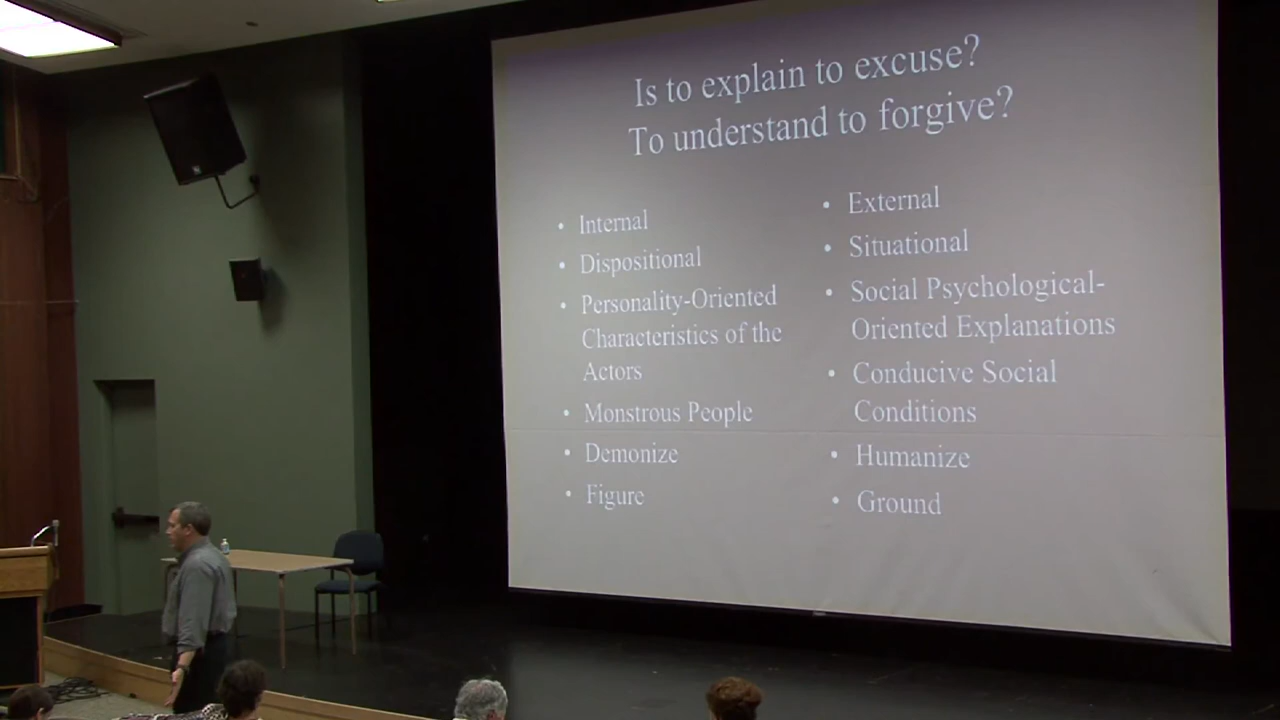 Is to explain to excuse?
To understand to forgive?
• Internal
• Dispositional
• Personality-Oriented
Characteristics of the
Actors
• Monstrous People
• Demonize
• Figure
• External
• Situational
• Social Psychological-
Oriented Explanations
• Conducive Social
Conditions
• Humanize
• Ground